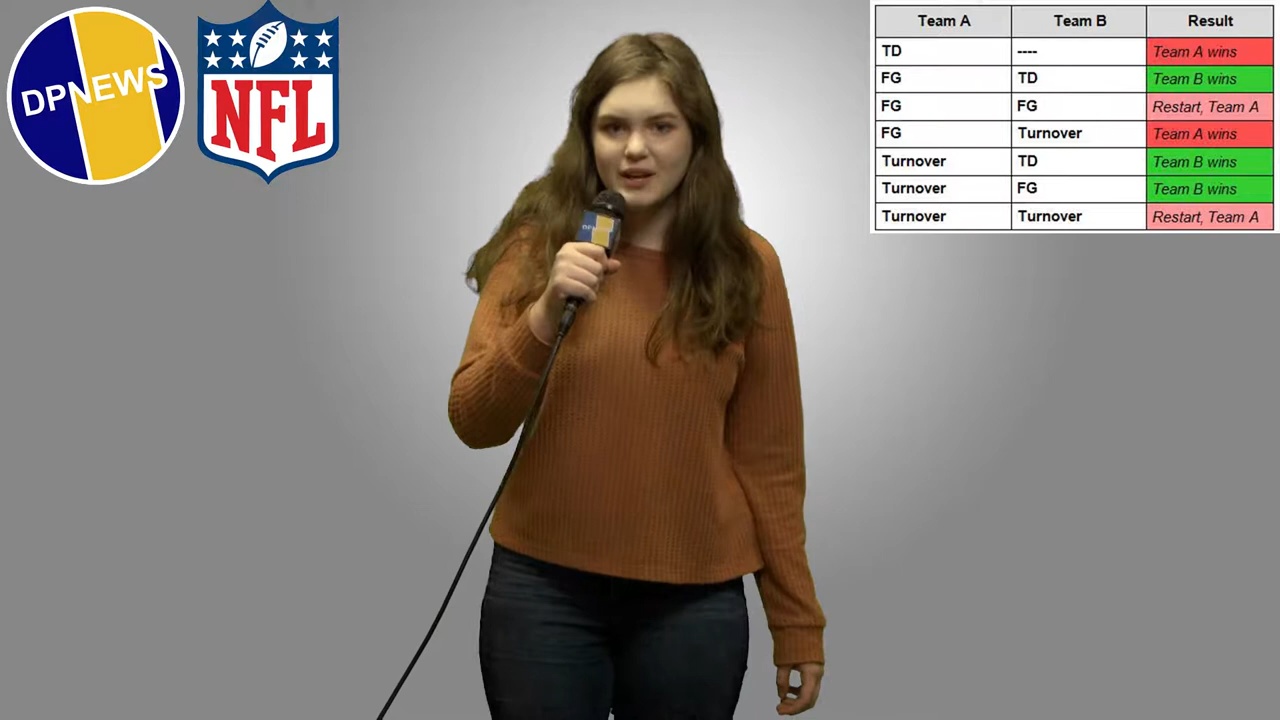 DPNEWS
NFL
Team A Team B Result
TD ---- Team A wins
FG TD Team B wins
FG FG Restart, Team A
FG Turnover Team A wins
Turnover TD Team B wins
Turnover FG Team B wins
Turnover Turnover Restart, Team A
DPNEWS